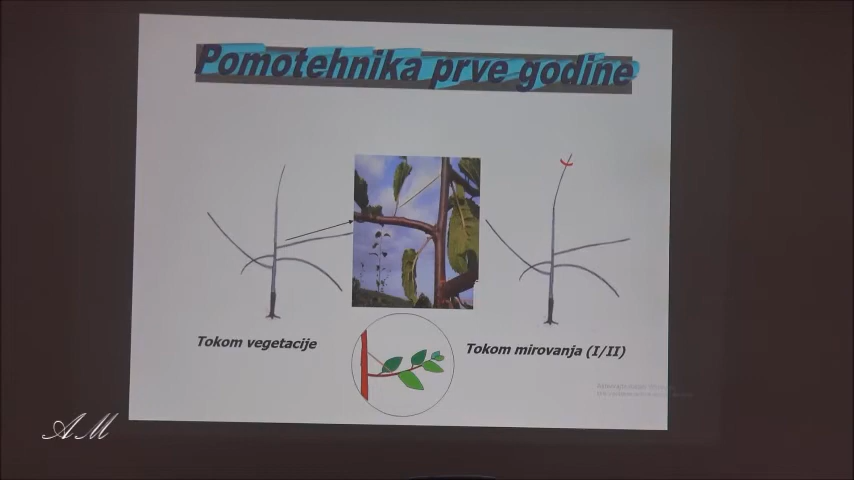 Pomotehnika prve godine
Tokom vegetacije
Tokom mirovanja (I/II)
AM